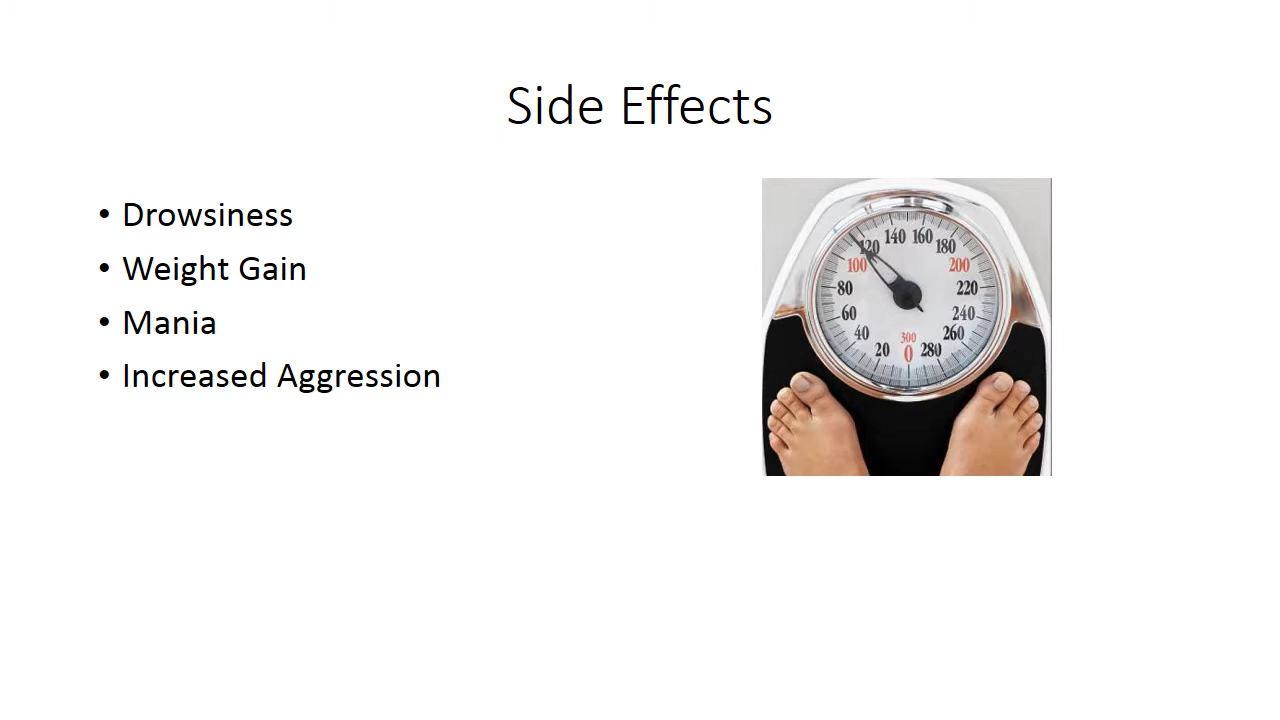 Side Effects
• Drowsiness
• Weight Gain
• Mania
• Increased Aggression
140 160
120 180
100 200
80 220
60 240
40 260
20 300 280
0